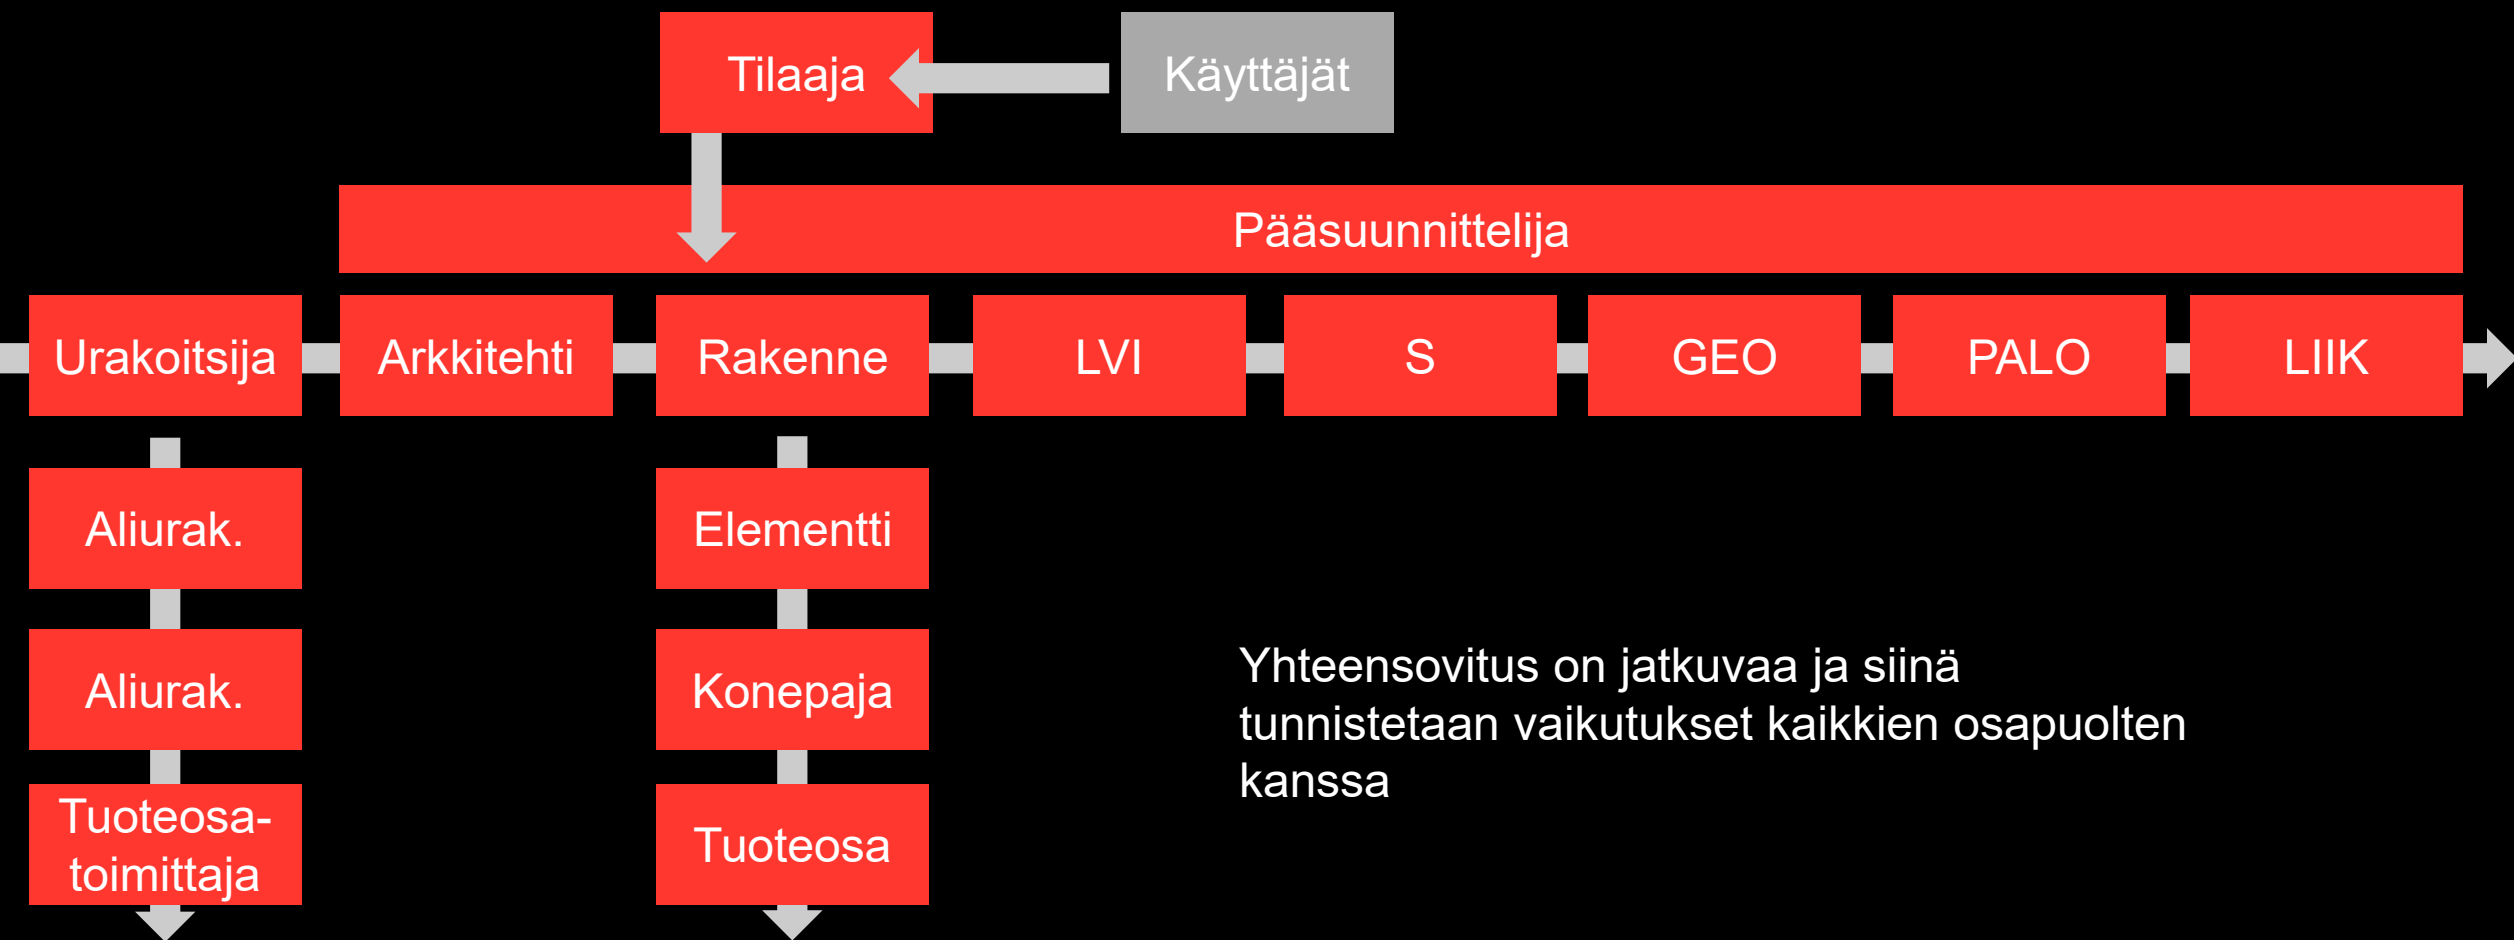 Tilaaja
Käyttäjät
Pääsuunnittelija
Urakoitsija
Arkkitehti
Rakenne
LVI
S
GEO
PALO
LIIK
Aliurak.
Elementti
Aliurak.
Konepaja
Tuoteosa-
toimittaja
Tuoteosa
Yhteensovitus on jatkuvaa ja siinä
tunnistetaan vaikutukset kaikkien osapuolten
kanssa